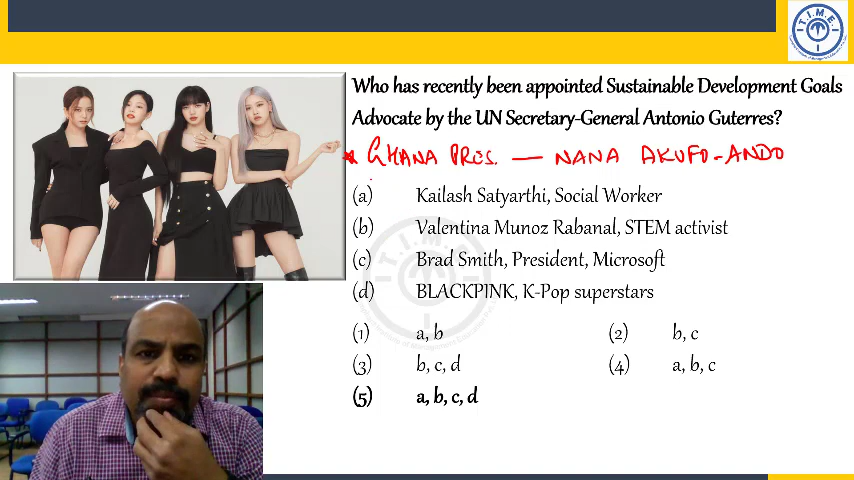 T.I.M.E.
Who has recently been appointed Sustainable Development Goals
Advocate by the UN Secretary-General Antonio Guterres?
* GHANA PRES. — NANA AKUFO-ANDO
(a) Kailash Satyarthi, Social Worker
(b) Valentina Munoz Rabanal, STEM activist
(c) Brad Smith, President, Microsoft
(d) BLACKPINK, K-Pop superstars
(1) a, b (2) b, c
(3) b, c, d (4) a, b, c
(5) a, b, c, d